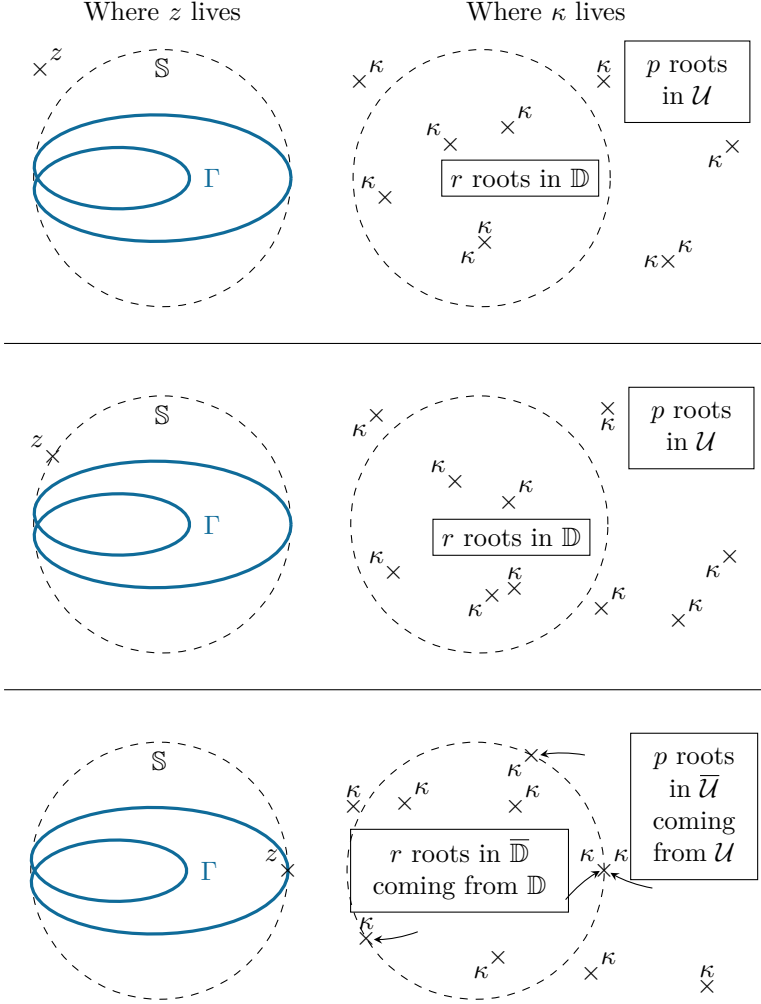 Where z lives
Where κ lives
z
𝕊
Γ
κ
κ
p roots
in 𝒰
κ
κ
r roots in 𝔻
κ
κ
κ
κ
κ
κ
z
𝕊
Γ
κ
κ
p roots
in 𝒰
κ
κ
r roots in 𝔻
κ
κ
κ
κ
κ
κ
𝕊
z
Γ
κ
κ
κ
κ
p roots
in 𝒰̅
coming
from 𝒰
r roots in 𝔻̅
coming from 𝔻
κ
κ
κ
κ
κ
κ